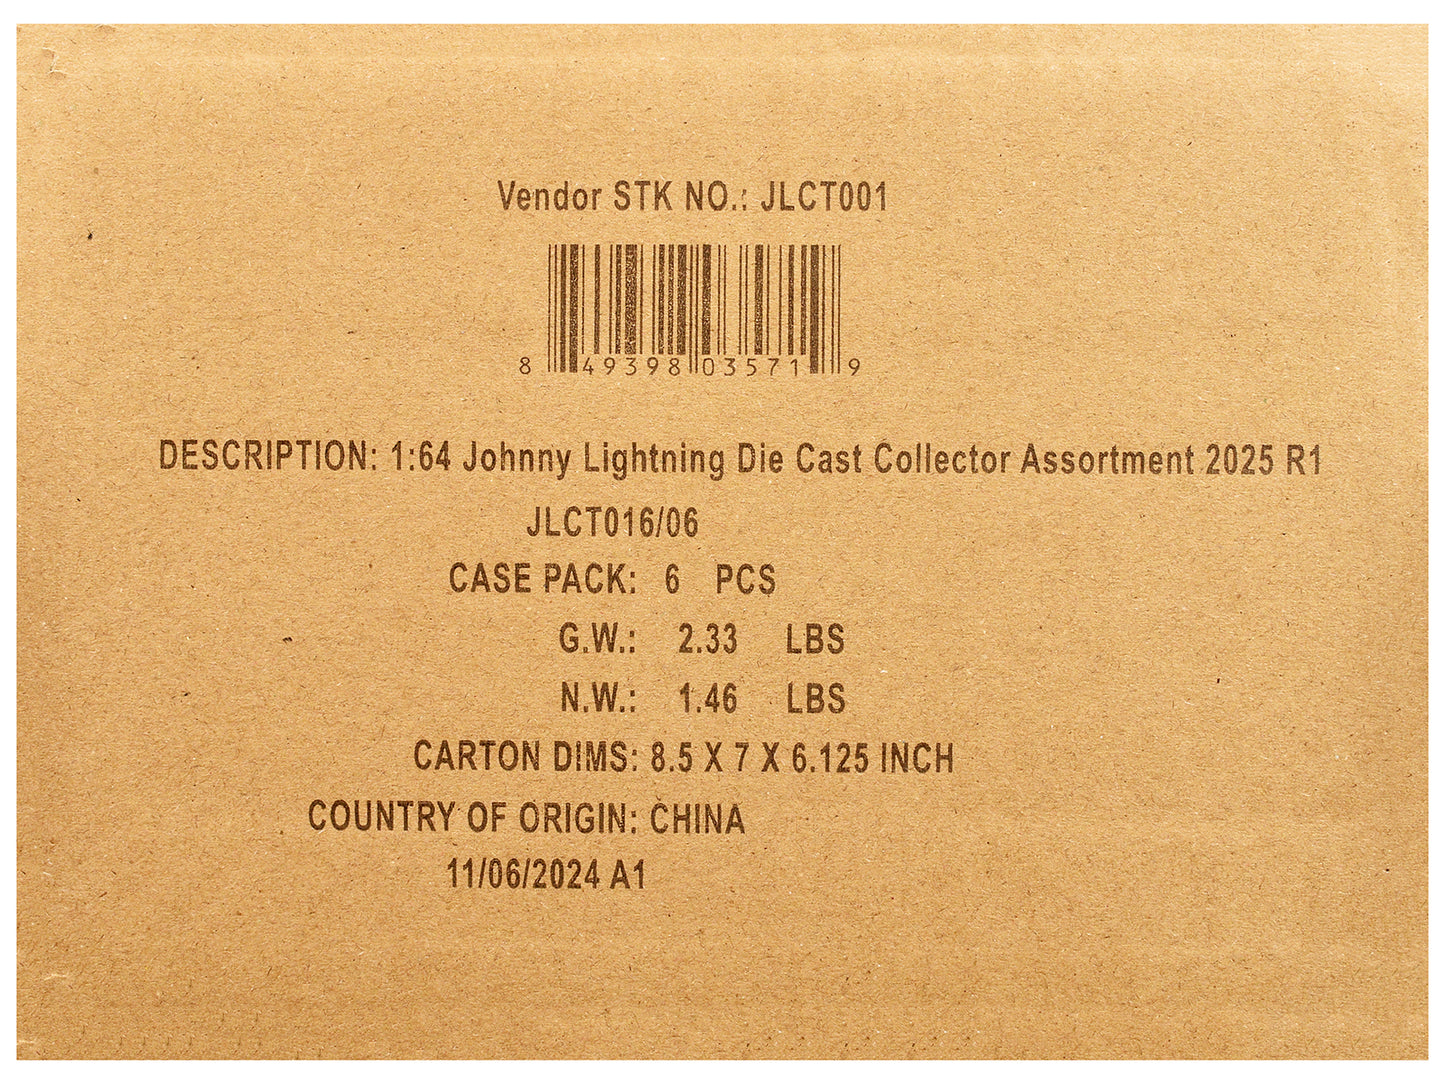 Vendor STK NO.: JLCT001
8 49398 03571 9
DESCRIPTION: 1:64 Johnny Lightning Die Cast Collector Assortment 2025 R1
JLCT016/06
CASE PACK: 6 PCS
G.W.: 2.33 LBS
N.W.: 1.46 LBS
CARTON DIMS: 8.5 X 7 X 6.125 INCH
COUNTRY OF ORIGIN: CHINA
11/06/2024 A1